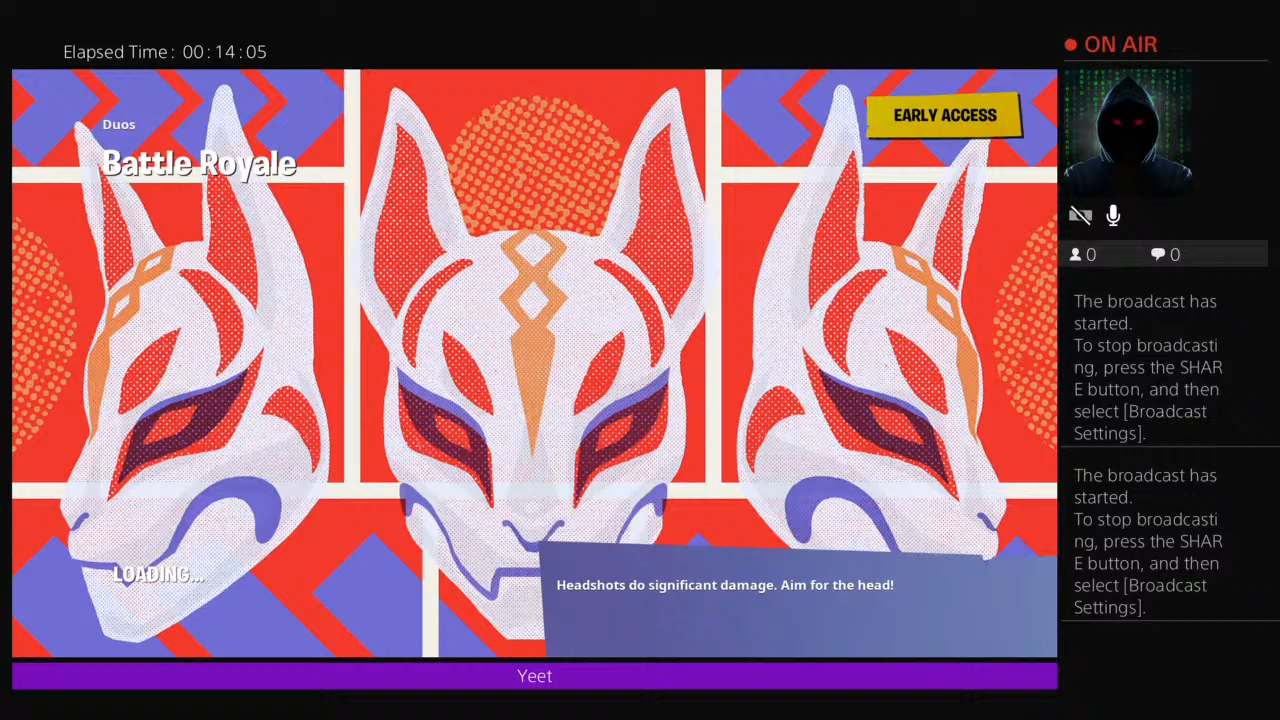 Elapsed Time: 00:14:05
ON AIR
Duos
Battle Royale
EARLY ACCESS
0
0
The broadcast has
started.
To stop broadcasti
ng, press the SHAR
E button, and then
select [Broadcast
Settings].
The broadcast has
started.
To stop broadcasti
ng, press the SHAR
E button, and then
select [Broadcast
Settings].
LOADING...
Headshots do significant damage. Aim for the head!
Yeet